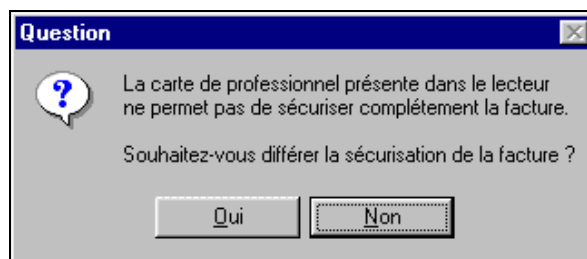 Question
La carte de professionnel présente dans le lecteur
ne permet pas de sécuriser complétement la facture.
Souhaitez-vous différer la sécurisation de la facture ?
Oui
Non